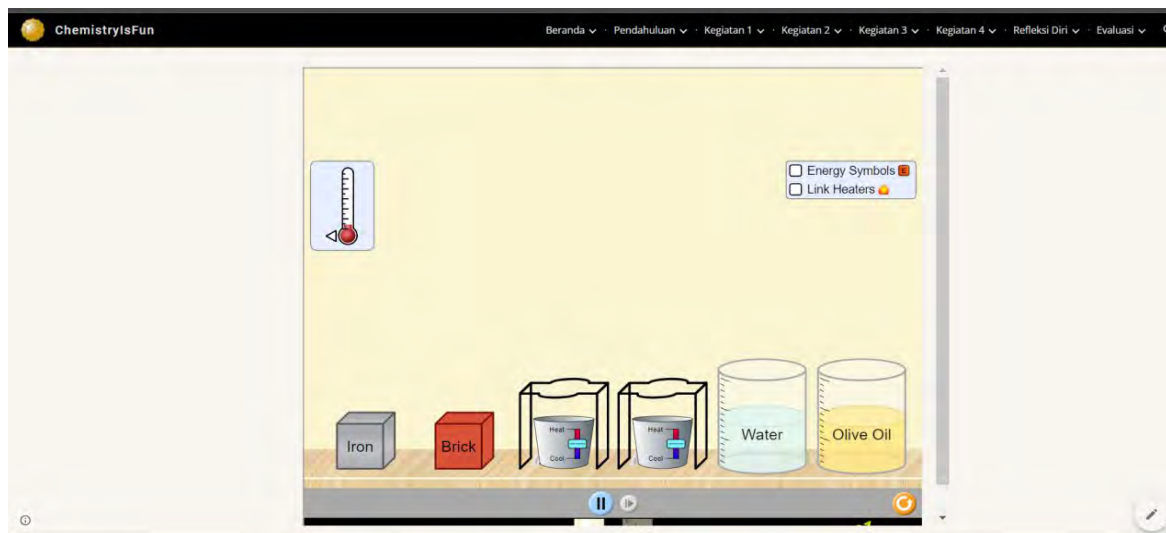 ChemistryIsFun Beranda · Pendahuluan · Kegiatan 1 · Kegiatan 2 · Kegiatan 3 · Kegiatan 4 · Refleksi Diri · Evaluasi
Energy Symbols E
Link Heaters
Heat Heat
Iron Brick Water Olive Oil
Cool Cool